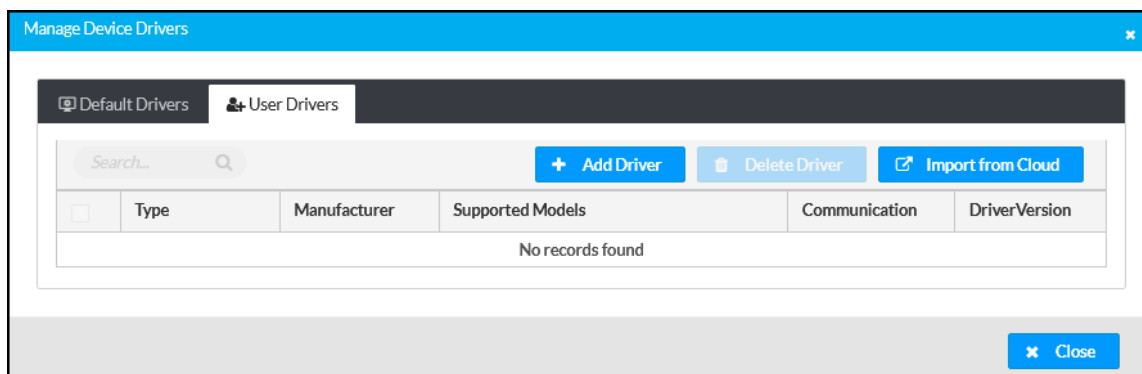 Manage Device Drivers
Default Drivers User Drivers
Search... Add Driver Delete Driver Import from Cloud
Type Manufacturer Supported Models Communication DriverVersion
No records found
Close